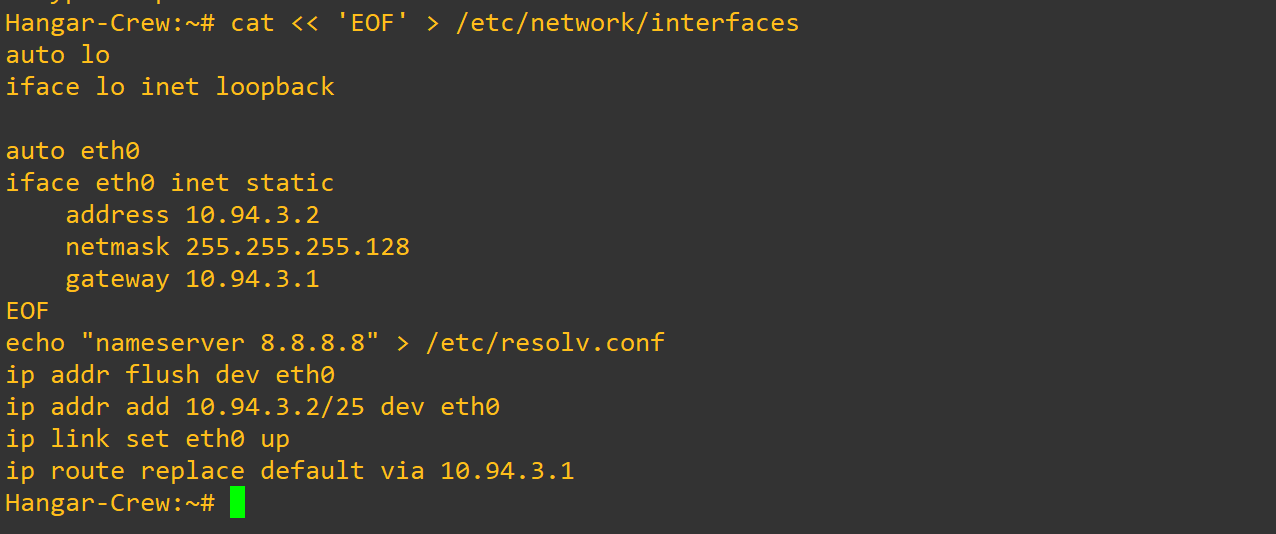 Hangar-Crew:~# cat << 'EOF' > /etc/network/interfaces
auto lo
iface lo inet loopback

auto eth0
iface eth0 inet static
    address 10.94.3.2
    netmask 255.255.255.128
    gateway 10.94.3.1
EOF
echo "nameserver 8.8.8.8" > /etc/resolv.conf
ip addr flush dev eth0
ip addr add 10.94.3.2/25 dev eth0
ip link set eth0 up
ip route replace default via 10.94.3.1
Hangar-Crew:~#